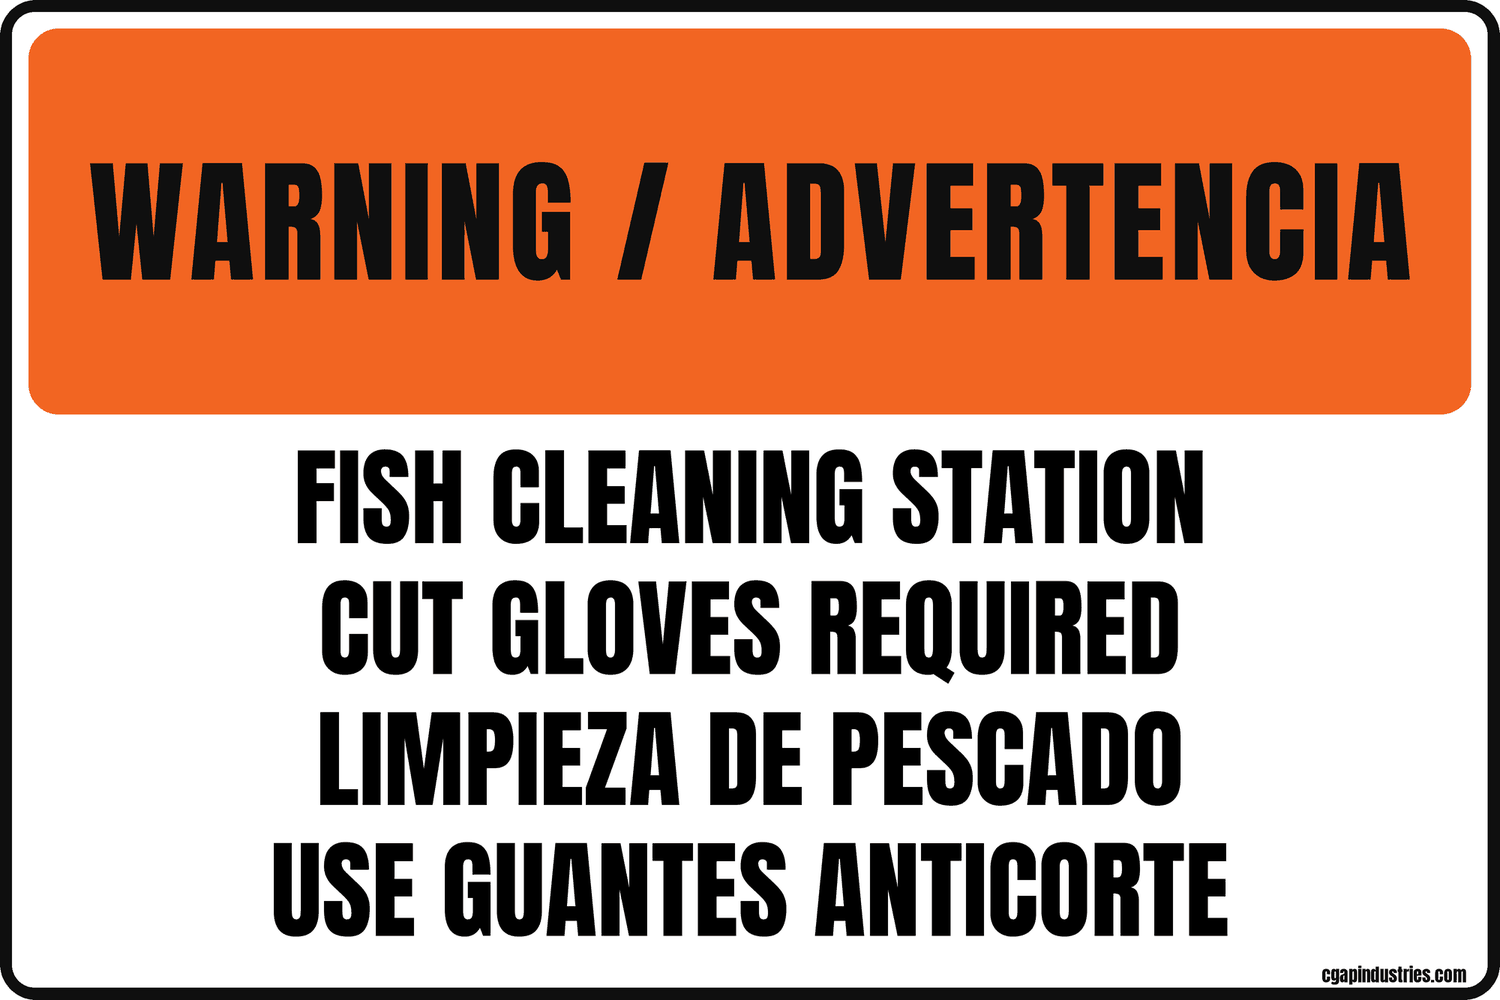 WARNING / ADVERTENCIA
FISH CLEANING STATION
CUT GLOVES REQUIRED
LIMPIEZA DE PESCADO
USE GUANTES ANTICORTE
cgapindustries.com